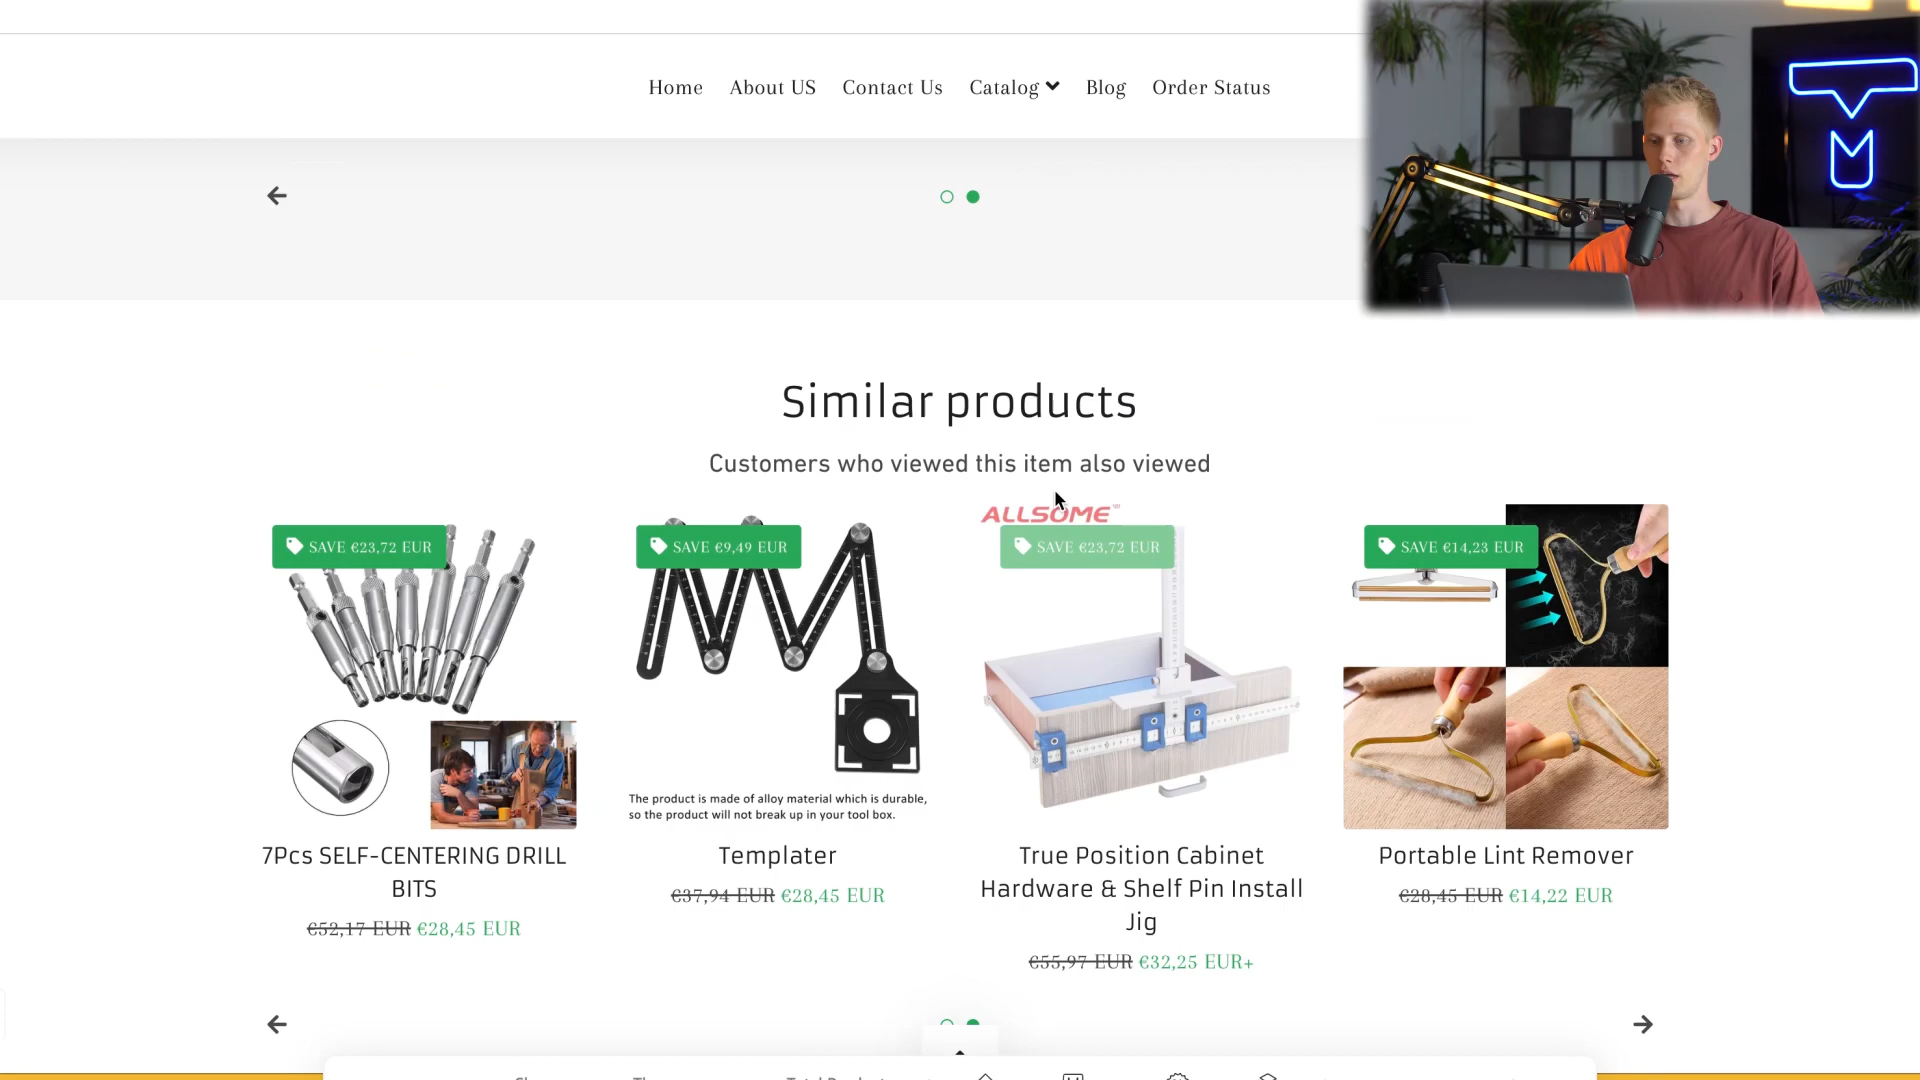 Home About US Contact Us Catalog Blog Order Status
Similar products
Customers who viewed this item also viewed
SAVE €23,72 EUR
SAVE €9,49 EUR
ALLSOME
SAVE €23,72 EUR
SAVE €14,23 EUR
The product is made of alloy material which is durable,
so the product will not break up in your tool box.
7Pcs SELF-CENTERING DRILL
BITS
€52,17 EUR €28,45 EUR
Templater
€37,94 EUR €28,45 EUR
True Position Cabinet
Hardware & Shelf Pin Install
Jig
€55,97 EUR €32,25 EUR+
Portable Lint Remover
€28,45 EUR €14,22 EUR